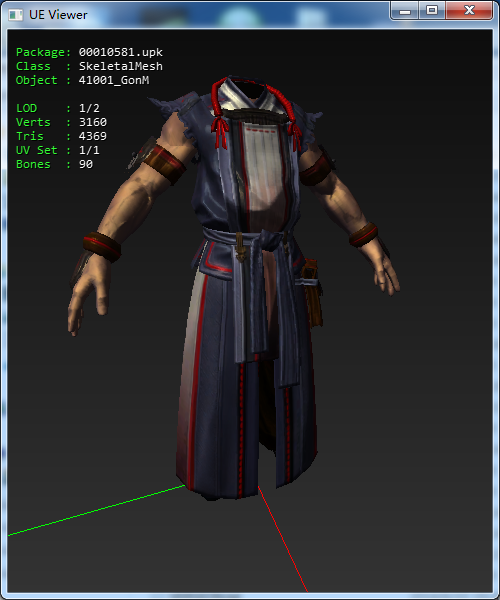 UE Viewer
Package: 00010581.upk
Class : SkeletalMesh
Object : 41001_GonM
LOD : 1/2
Verts : 3160
Tris : 4369
UV Set : 1/1
Bones : 90